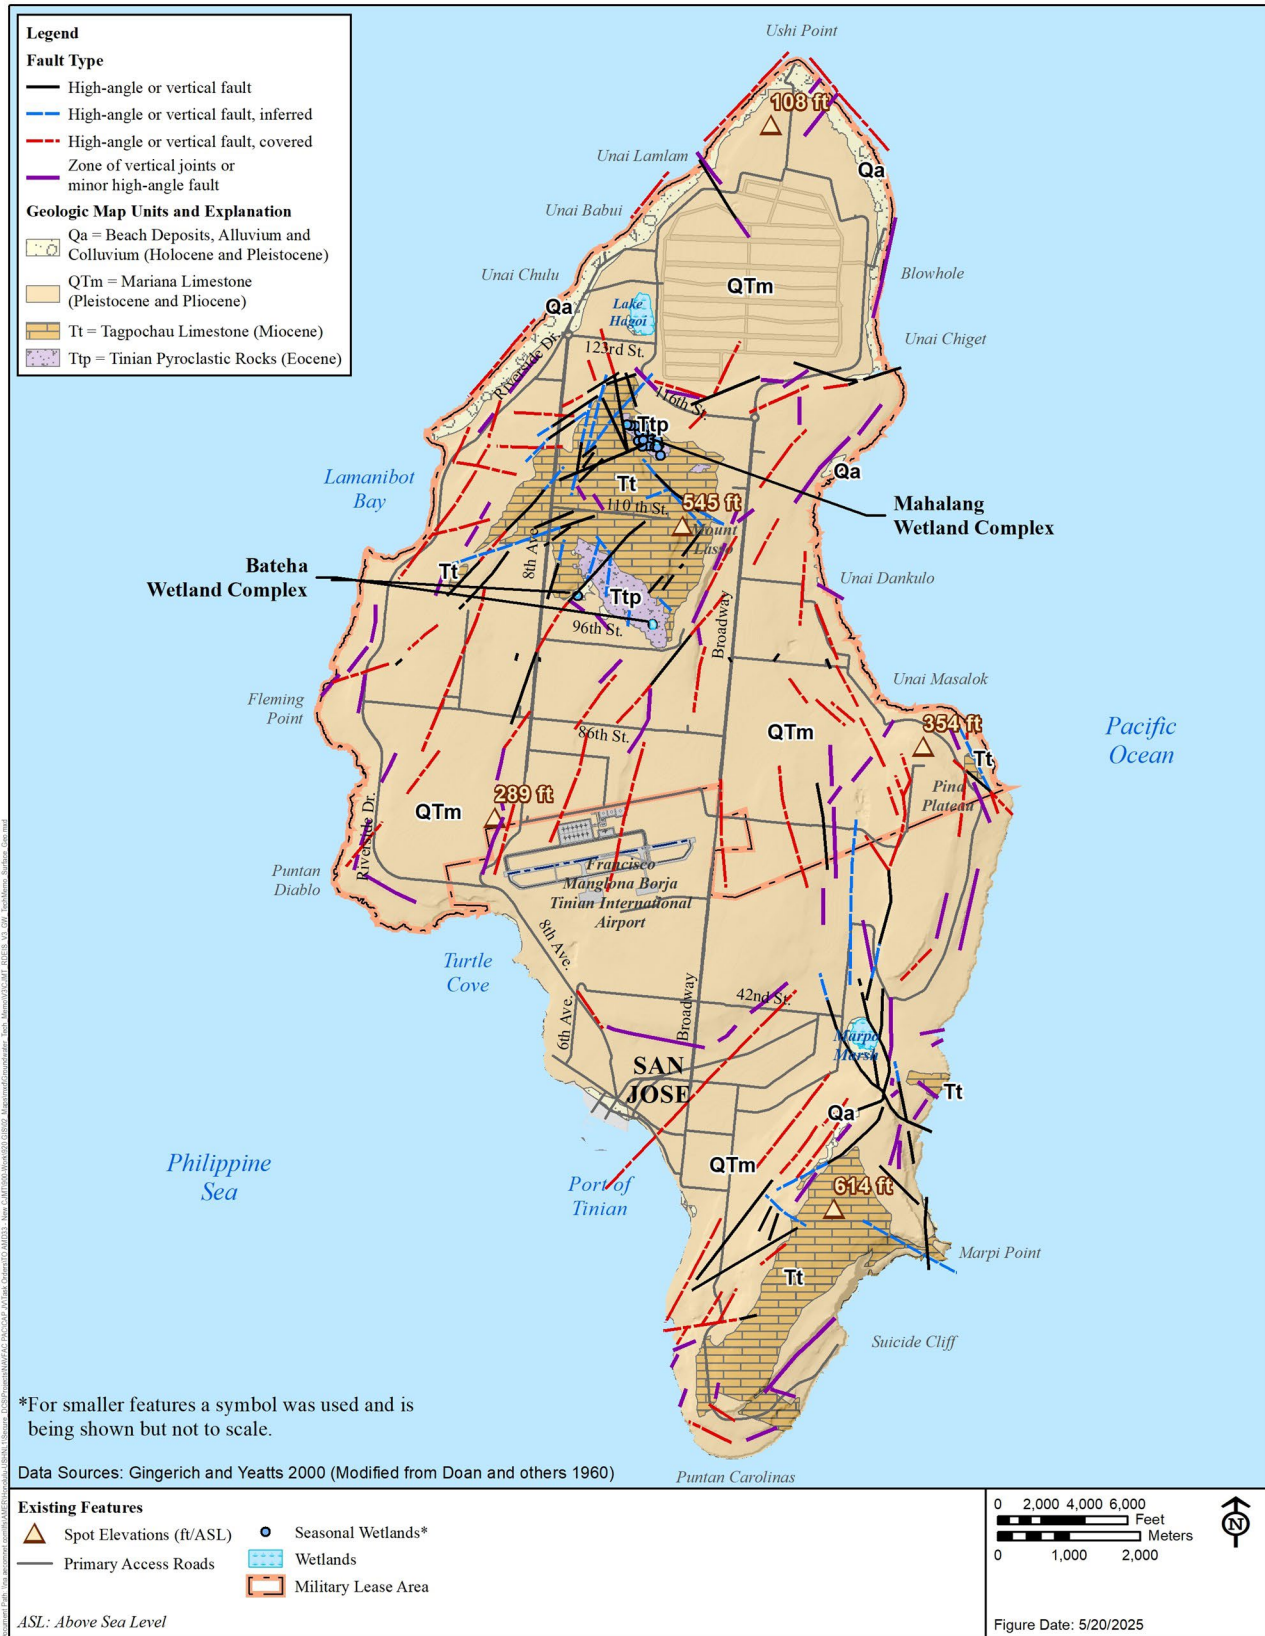 Legend
Fault Type
High-angle or vertical fault
High-angle or vertical fault, inferred
High-angle or vertical fault, covered
Zone of vertical joints or
minor high-angle fault
Geologic Map Units and Explanation
Qa = Beach Deposits, Alluvium and
Colluvium (Holocene and Pleistocene)
QTm = Mariana Limestone
(Pleistocene and Pliocene)
Tt = Tagpochau Limestone (Miocene)
Ttp = Tinian Pyroclastic Rocks (Eocene)
Ushi Point
108 ft
Unai Lamlam
Qa
Unai Babui
Unai Chulu
Blowhole
QTm
Qa
Lake
Hagoi
Unai Chiget
123rd St.
Riverside Dr.
116th St.
Ttp
Lamanibot
Bay
Qa
Tt
Mahalang
Wetland Complex
545 ft
110 th St.
Mount
Lasso
8th Ave.
Bateha
Wetland Complex
Tt
Unai Dankulo
Ttp
96th St.
Broadway
Fleming
Point
Unai Masalok
354 ft
QTm
86th St.
Pacific
Ocean
Tt
Pina
Plateau
289 ft
QTm
Riverside Dr.
Puntan
Diablo
Francisco
Manglona Borja
Tinian International
Airport
8th Ave.
Turtle
Cove
42nd St.
Broadway
6th Ave.
Marpo
Marsh
SAN
JOSE
Tt
Qa
Philippine
Sea
QTm
Port of
Tinian
614 ft
Marpi Point
Tt
Suicide Cliff
Puntan Carolinas
*For smaller features a symbol was used and is
being shown but not to scale.
Data Sources: Gingerich and Yeatts 2000 (Modified from Doan and others 1960)
Existing Features
Spot Elevations (ft/ASL)
Primary Access Roads
Seasonal Wetlands*
Wetlands
Military Lease Area
ASL: Above Sea Level
0 2,000 4,000 6,000
Feet
Meters
0 1,000 2,000
N
Figure Date: 5/20/2025